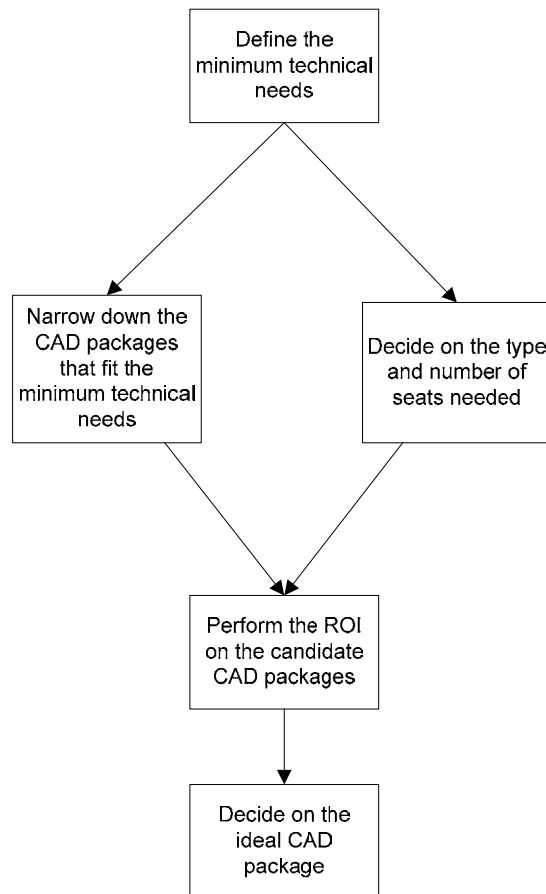 Define the
minimum technical
needs
Narrow down the
CAD packages
that fit the
minimum technical
needs
Decide on the type
and number of
seats needed
Perform the ROI
on the candidate
CAD packages
Decide on the
ideal CAD
package